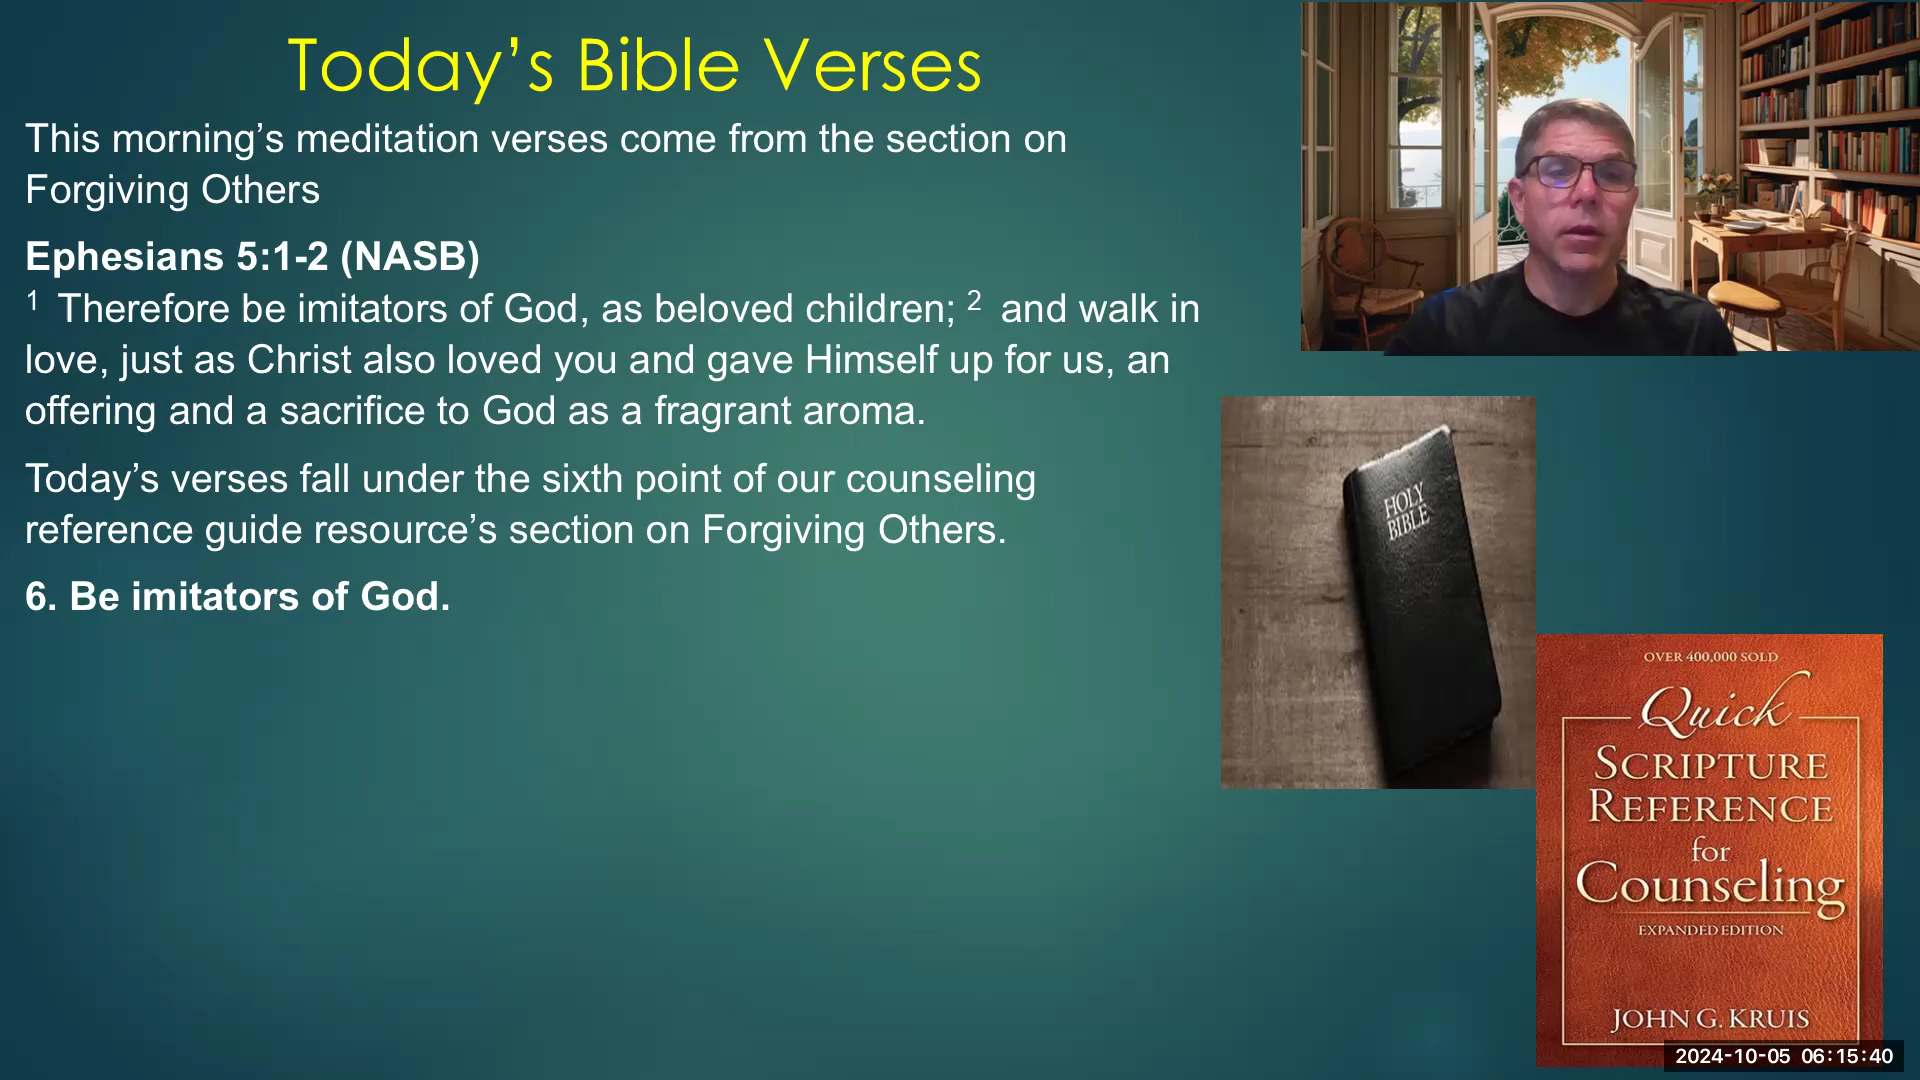 Today’s Bible Verses
This morning’s meditation verses come from the section on
Forgiving Others
Ephesians 5:1-2 (NASB)
1 Therefore be imitators of God, as beloved children; 2 and walk in
love, just as Christ also loved you and gave Himself up for us, an
offering and a sacrifice to God as a fragrant aroma.
Today’s verses fall under the sixth point of our counseling
reference guide resource’s section on Forgiving Others.
6. Be imitators of God.
HOLY
BIBLE
OVER 400,000 SOLD
Quick
SCRIPTURE
REFERENCE
for
Counseling
EXPANDED EDITION
JOHN G. KRUIS
2024-10-05 06:15:40